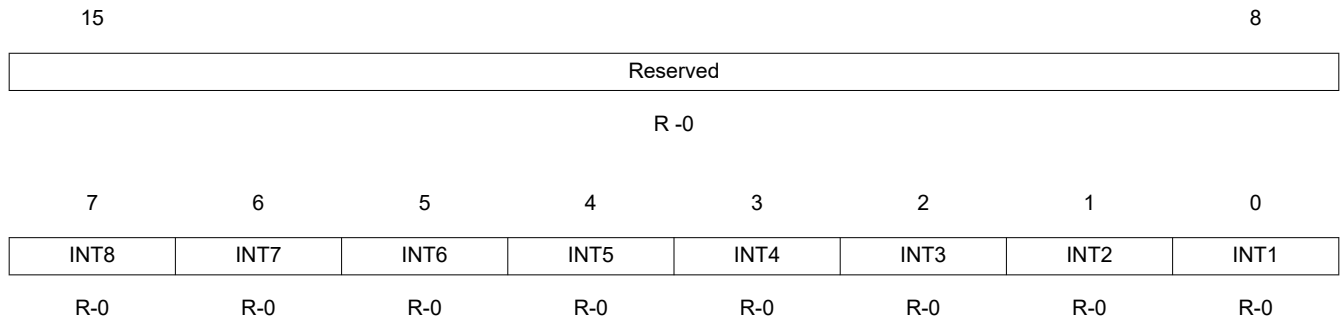 15 8
Reserved
R -0
7 6 5 4 3 2 1 0
INT8 INT7 INT6 INT5 INT4 INT3 INT2 INT1
R-0 R-0 R-0 R-0 R-0 R-0 R-0 R-0